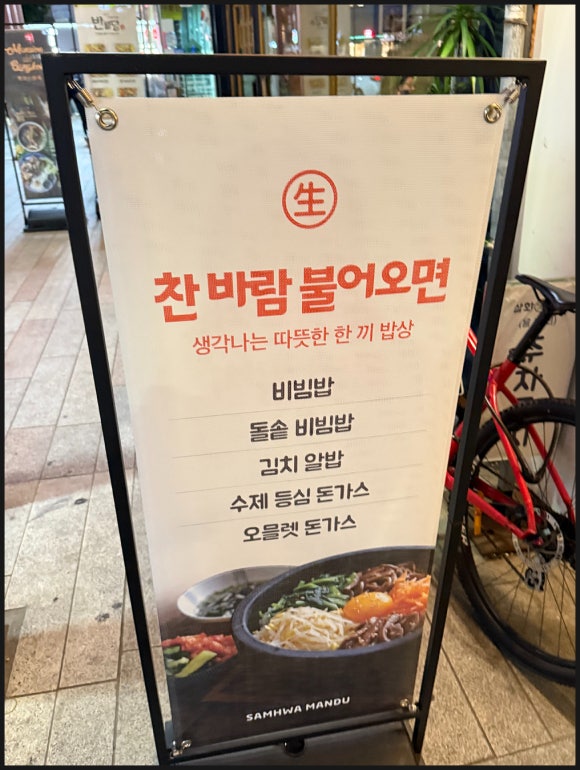 生
찬 바람 불어오면
생각나는 따뜻한 한 끼 밥상
비빔밥
돌솥 비빔밥
김치 알밥
수제 등심 돈가스
오믈렛 돈가스
SAMHWA MANDU